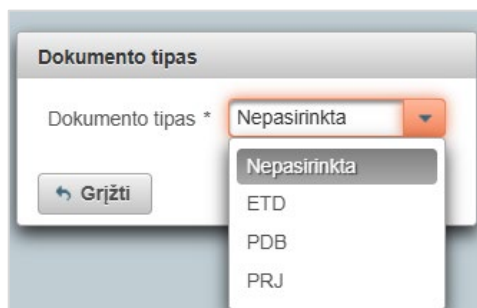 Dokumento tipas
Dokumento tipas * Nepasirinkta
Nepasirinkta
Grįžti
ETD
PDB
PRJ